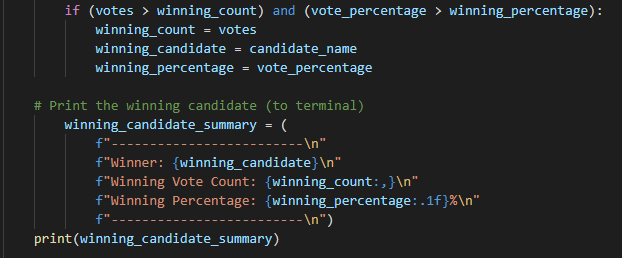 if (votes > winning_count) and (vote_percentage > winning_percentage):
winning_count = votes
winning_candidate = candidate_name
winning_percentage = vote_percentage
# Print the winning candidate (to terminal)
winning_candidate_summary = (
f"-------------------------\n"
f"Winner: {winning_candidate}\n"
f"Winning Vote Count: {winning_count:,}\n"
f"Winning Percentage: {winning_percentage:.1f}%\n"
f"-------------------------\n")
print(winning_candidate_summary)